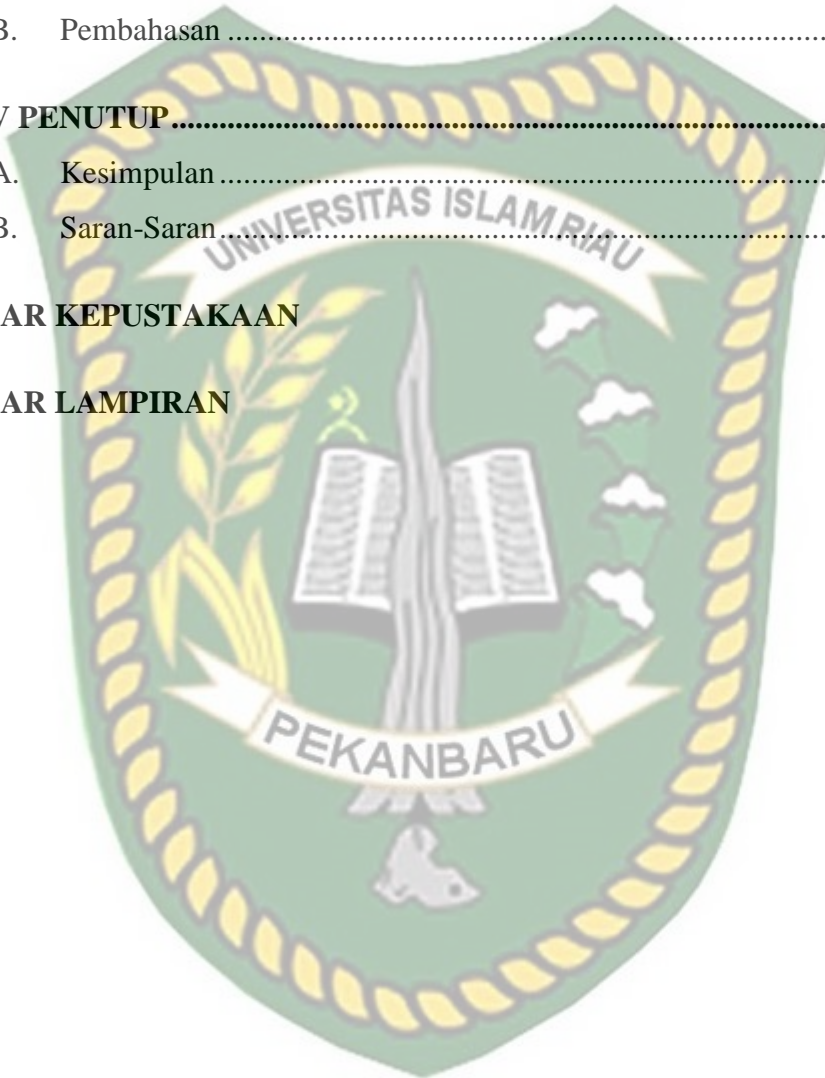 B. Pembahasan ........................................................................
V PENUTUP ........................................................................
A. Kesimpulan ........................................................................
B. Saran-Saran ........................................................................
UNIVERSITAS ISLAM RIAU
AR KEPUSTAKAAN
AR LAMPIRAN
PEKANBARU